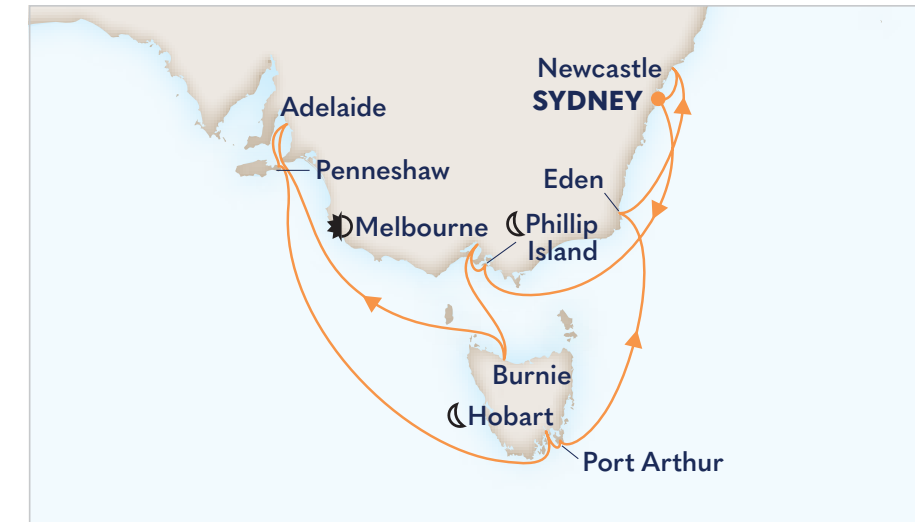 Newcastle
SYDNEY
Adelaide
Penneshaw
Eden
Melbourne
Phillip
Island
Burnie
Hobart
Port Arthur